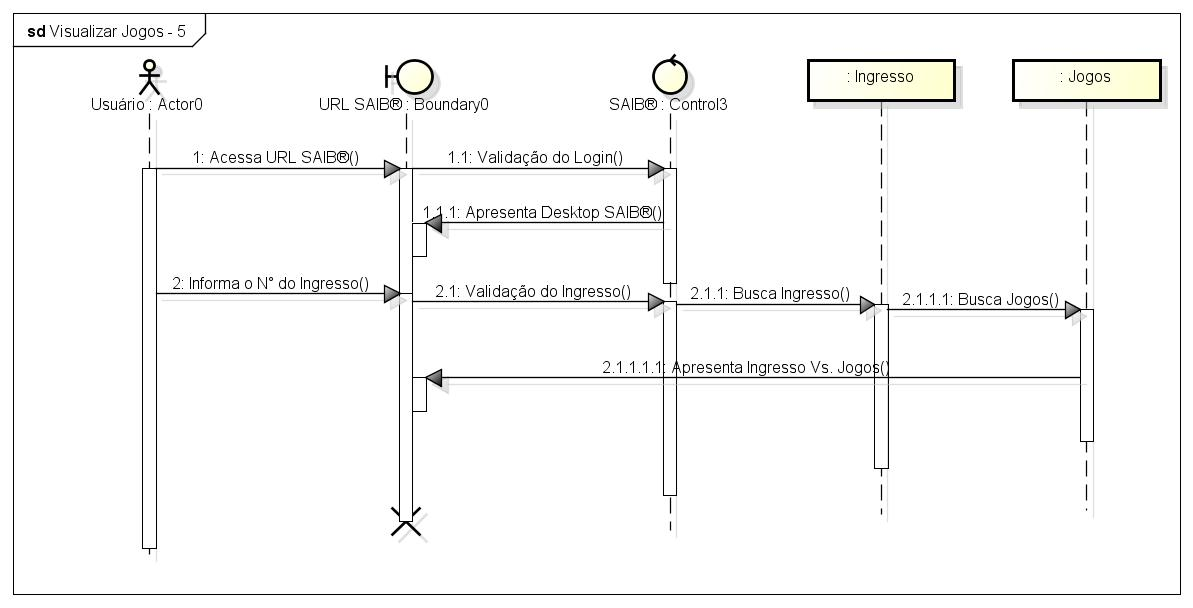 sd Visualizar Jogos - 5
Usuário : Actor0
URL SAIB® : Boundary0
SAIB® : Control3
: Ingresso
: Jogos
1: Acessa URL SAIB®()
1.1: Validação do Login()
1.1.1: Apresenta Desktop SAIB®()
2: Informa o N° do Ingresso()
2.1: Validação do Ingresso()
2.1.1: Busca Ingresso()
2.1.1.1: Busca Jogos()
2.1.1.1.1: Apresenta Ingresso Vs. Jogos()